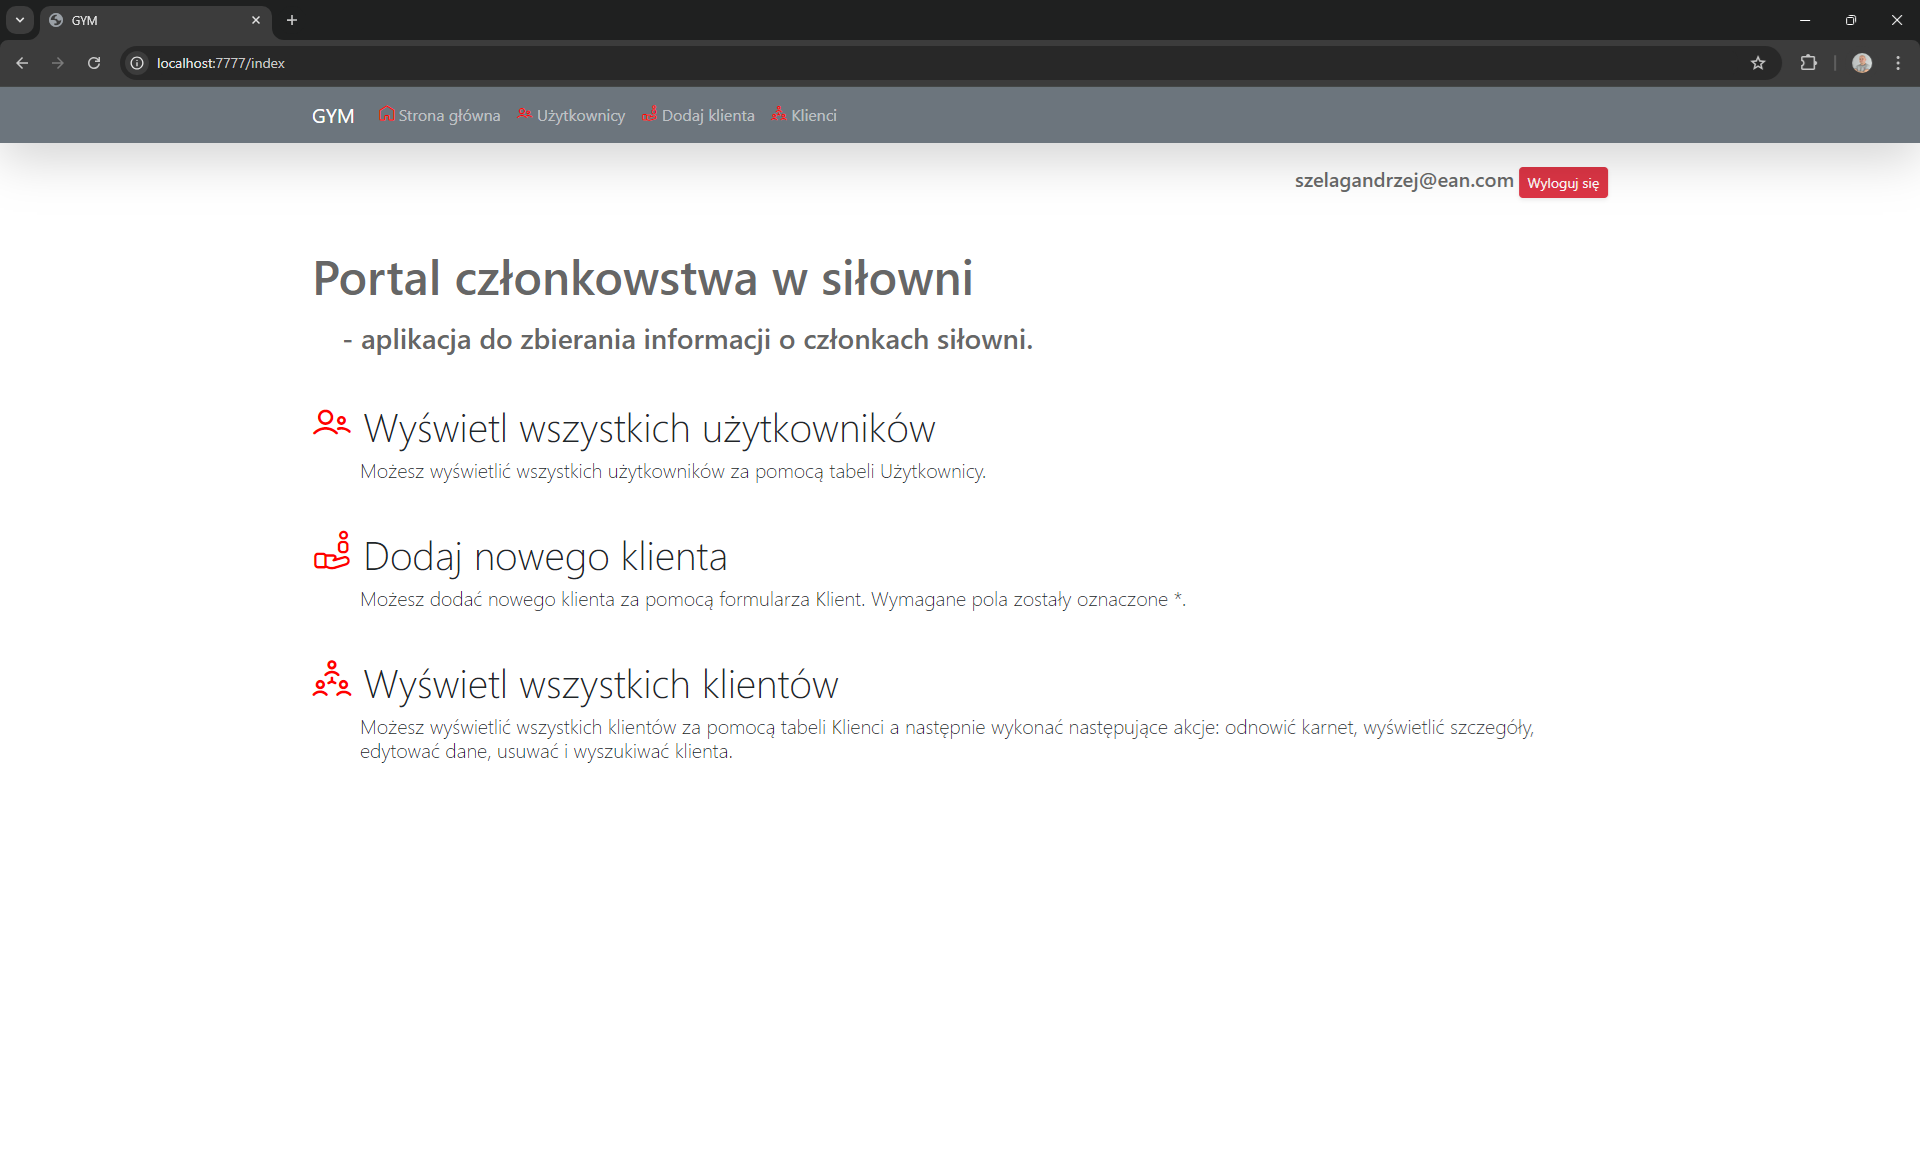 GYM
localhost:7777/index
GYM Strona główna Użytkownicy Dodaj klienta Klienci
szelagandrzej@ean.com Wyloguj się
Portal członkowstwa w siłowni
- aplikacja do zbierania informacji o członkach siłowni.
Wyświetl wszystkich użytkowników
Możesz wyświetlić wszystkich użytkowników za pomocą tabeli Użytkownicy.
Dodaj nowego klienta
Możesz dodać nowego klienta za pomocą formularza Klient. Wymagane pola zostały oznaczone *.
Wyświetl wszystkich klientów
Możesz wyświetlić wszystkich klientów za pomocą tabeli Klienci a następnie wykonać następujące akcje: odnowić karnet, wyświetlić szczegóły,
edytować dane, usuwać i wyszukiwać klienta.